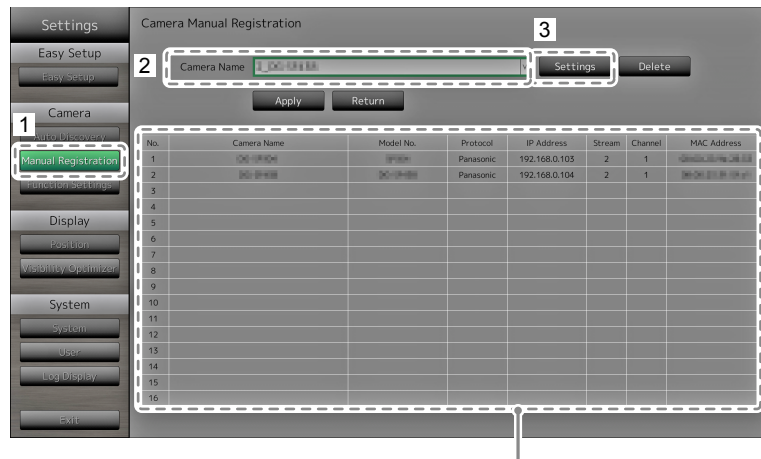 Settings
Easy Setup
Easy Setup
Camera
1
Auto Discovery
Manual Registration
Function Settings
Display
Position
Visibility Optimizer
System
System
User
Log Display
Exit
Camera Manual Registration
3
2
Camera Name
Settings
Delete
Apply
Return
No. Camera Name Model No. Protocol IP Address Stream Channel MAC Address
1 Panasonic 192.168.0.103 2 1
2 Panasonic 192.168.0.104 2 1
3
4
5
6
7
8
9
10
11
12
13
14
15
16